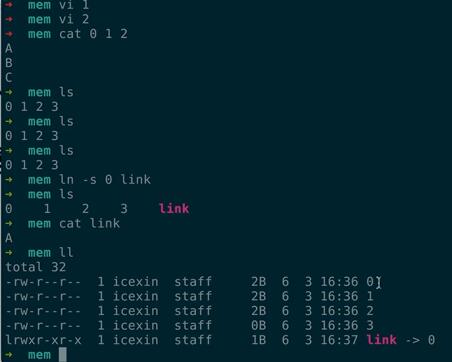 ➜ mem vi 1
➜ mem vi 2
➜ mem cat 0 1 2
A
B
C
➜ mem ls
0 1 2 3
➜ mem ls
0 1 2 3
➜ mem ls
0 1 2 3
➜ mem ln -s 0 link
➜ mem ls
0 1 2 3 link
➜ mem cat link
A
➜ mem ll
total 32
-rw-r--r-- 1 icexin staff 2B 6 3 16:36 0
-rw-r--r-- 1 icexin staff 2B 6 3 16:36 1
-rw-r--r-- 1 icexin staff 2B 6 3 16:36 2
-rw-r--r-- 1 icexin staff 0B 6 3 16:36 3
lrwxr-xr-x 1 icexin staff 1B 6 3 16:37 link -> 0
➜ mem